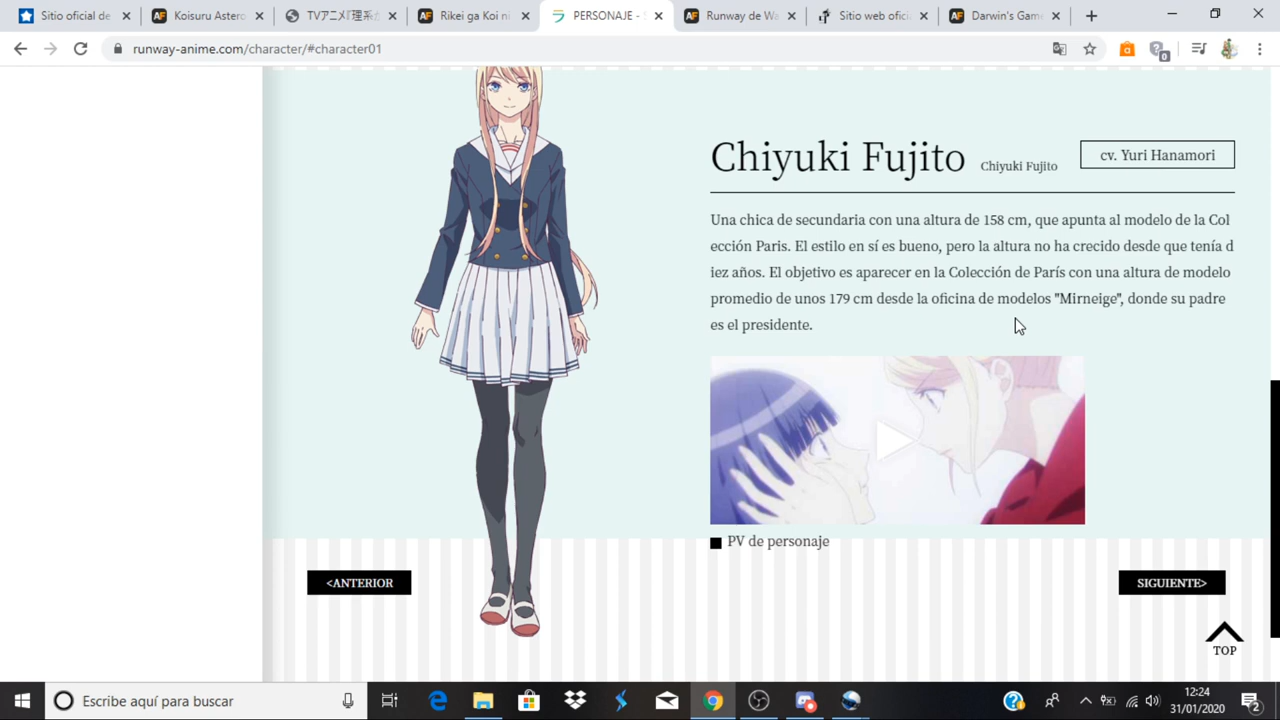 Sitio oficial de
Koisuru Astero
TVアニメ『理系が
Rikei ga Koi ni
PERSONAJE - S
Runway de Wa
Sitio web ofici
Darwin's Game
runway-anime.com/character/#character01
Chiyuki Fujito Chiyuki Fujito cv. Yuri Hanamori
Una chica de secundaria con una altura de 158 cm, que apunta al modelo de la Col
ección Paris. El estilo en sí es bueno, pero la altura no ha crecido desde que tenía d
iez años. El objetivo es aparecer en la Colección de París con una altura de modelo
promedio de unos 179 cm desde la oficina de modelos "Mirneige", donde su padre
es el presidente.
PV de personaje
<ANTERIOR
SIGUIENTE>
TOP
Escribe aquí para buscar
12:24
31/01/2020
2